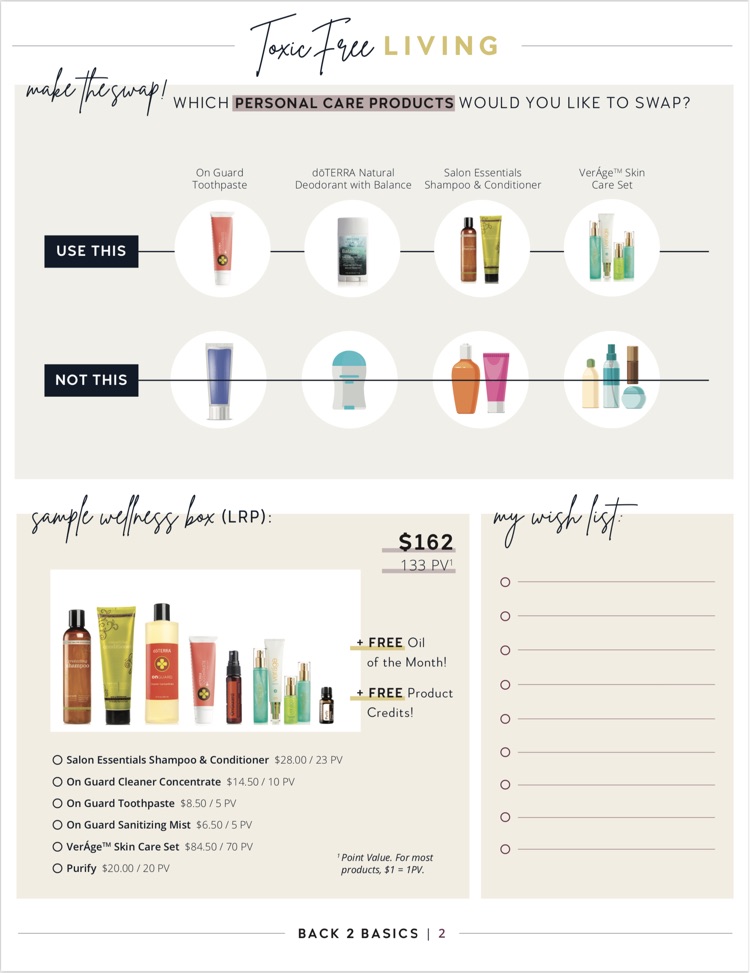 Toxic Free LIVING
make the swap!
WHICH PERSONAL CARE PRODUCTS WOULD YOU LIKE TO SWAP?
On Guard
Toothpaste
dōTERRA Natural
Deodorant with Balance
Salon Essentials
Shampoo & Conditioner
VerÁge™ Skin
Care Set
USE THIS
NOT THIS
sample wellness box (LRP):
$162
133 PV¹
+ FREE Oil
of the Month!
+ FREE Product
Credits!
Salon Essentials Shampoo & Conditioner $28.00 / 23 PV
On Guard Cleaner Concentrate $14.50 / 10 PV
On Guard Toothpaste $8.50 / 5 PV
On Guard Sanitizing Mist $6.50 / 5 PV
VerÁge™ Skin Care Set $84.50 / 70 PV
Purify $20.00 / 20 PV
¹ Point Value. For most
products, $1 = 1PV.
my wish list:
BACK 2 BASICS | 2